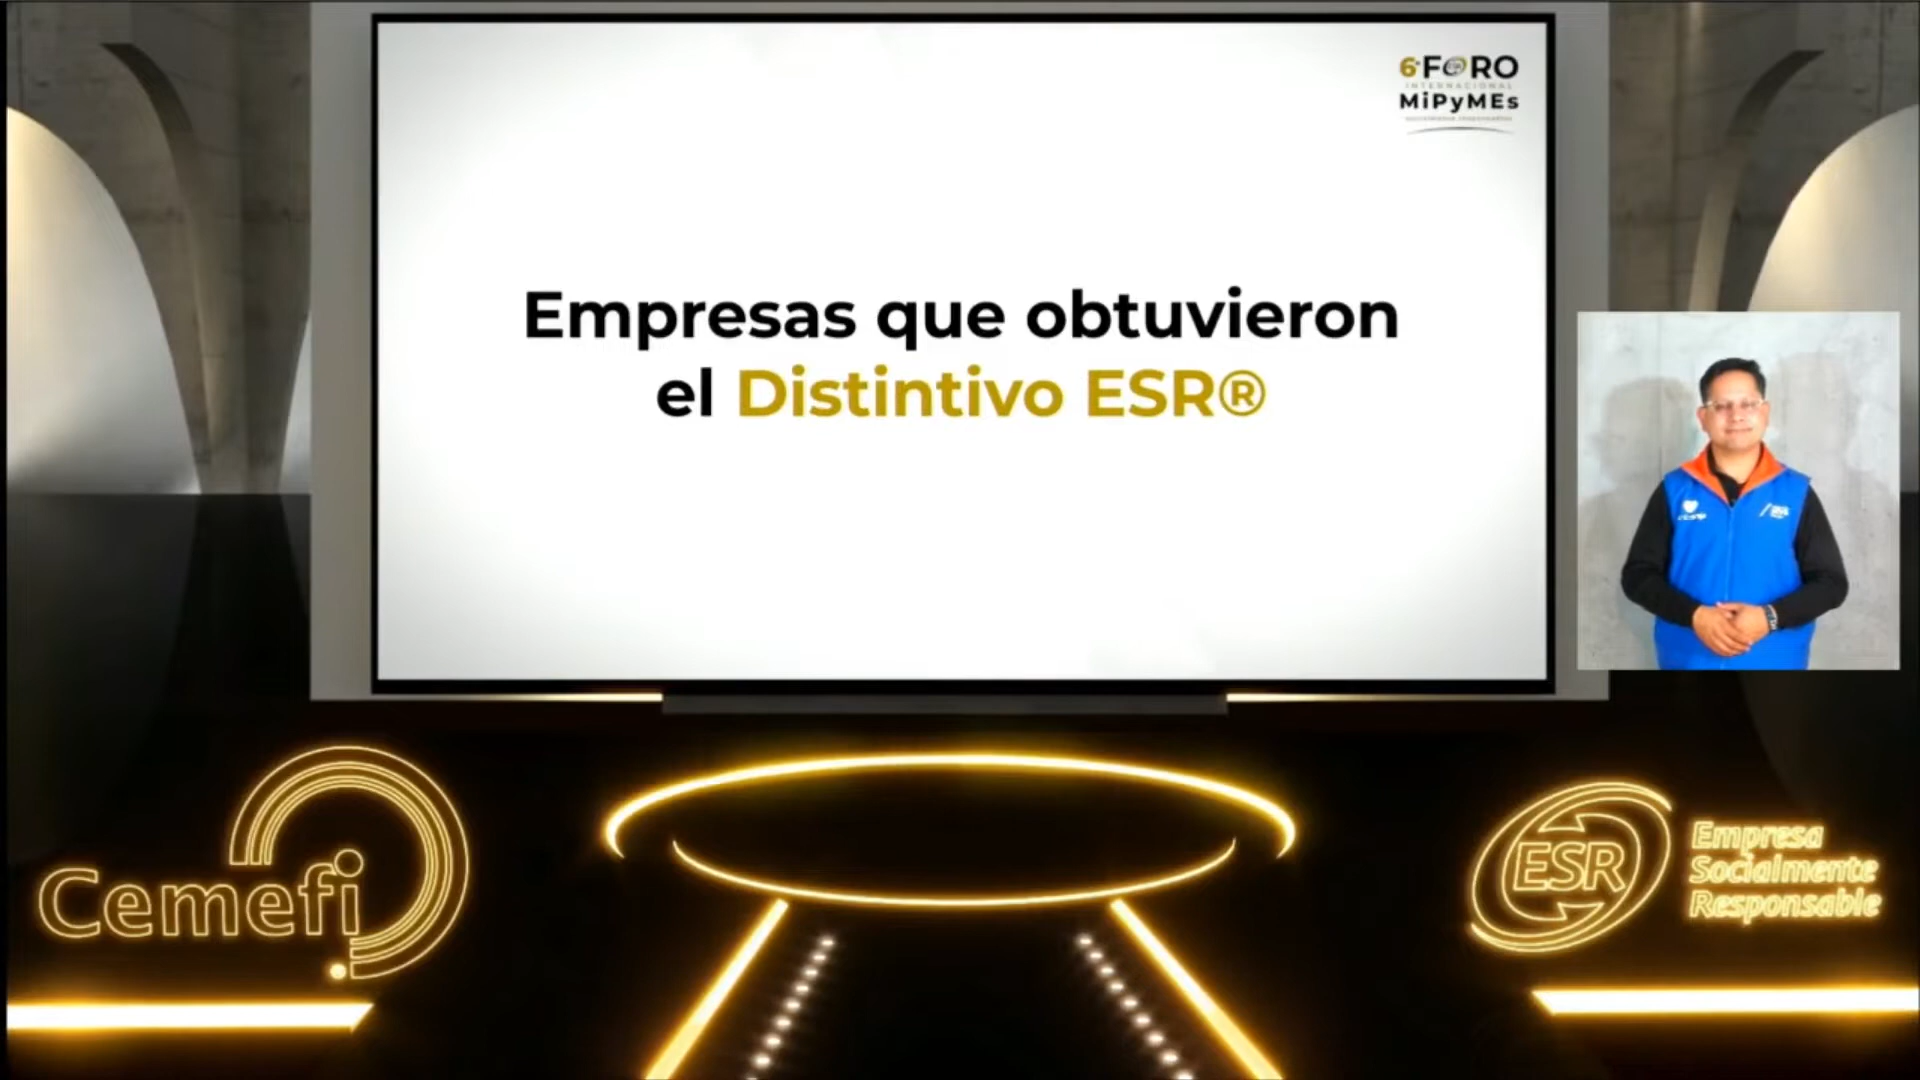 6° FORO
INTERNACIONAL
MiPyMEs
Empresas que obtuvieron
el Distintivo ESR®
Cemefi
ESR
Empresa
Socialmente
Responsable